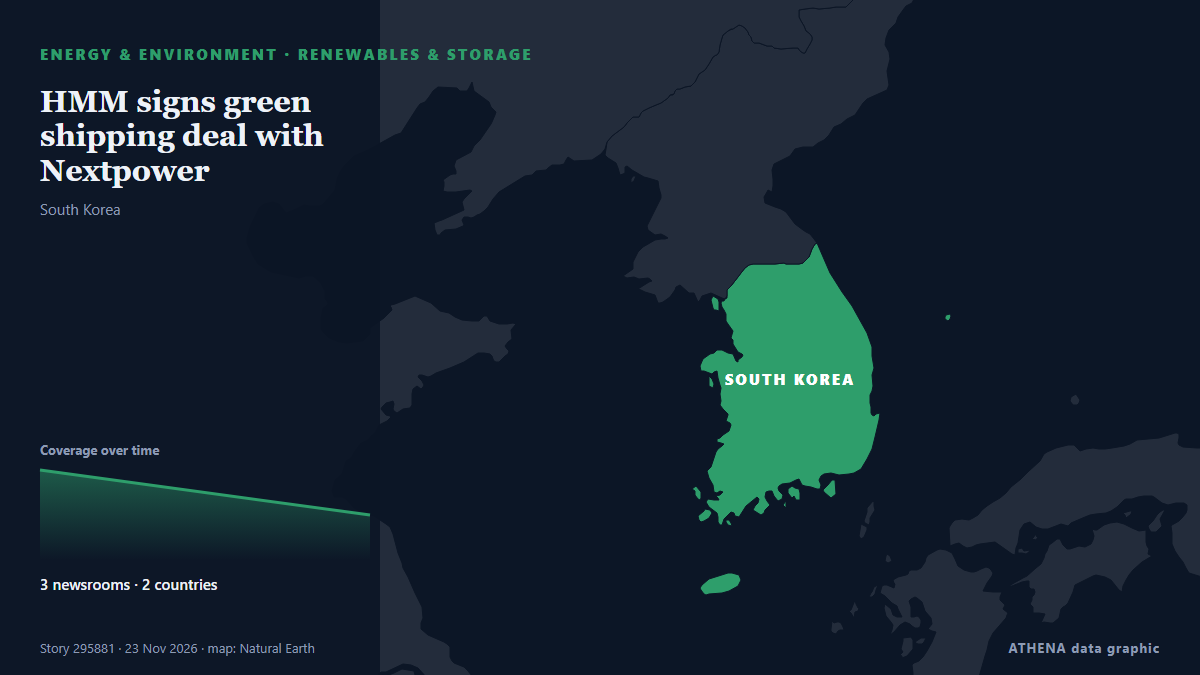 ENERGY & ENVIRONMENT · RENEWABLES & STORAGE
HMM signs green
shipping deal with
Nextpower
South Korea
SOUTH KOREA
Coverage over time
3 newsrooms · 2 countries
Story 295881 · 23 Nov 2026 · map: Natural Earth
ATHENA data graphic